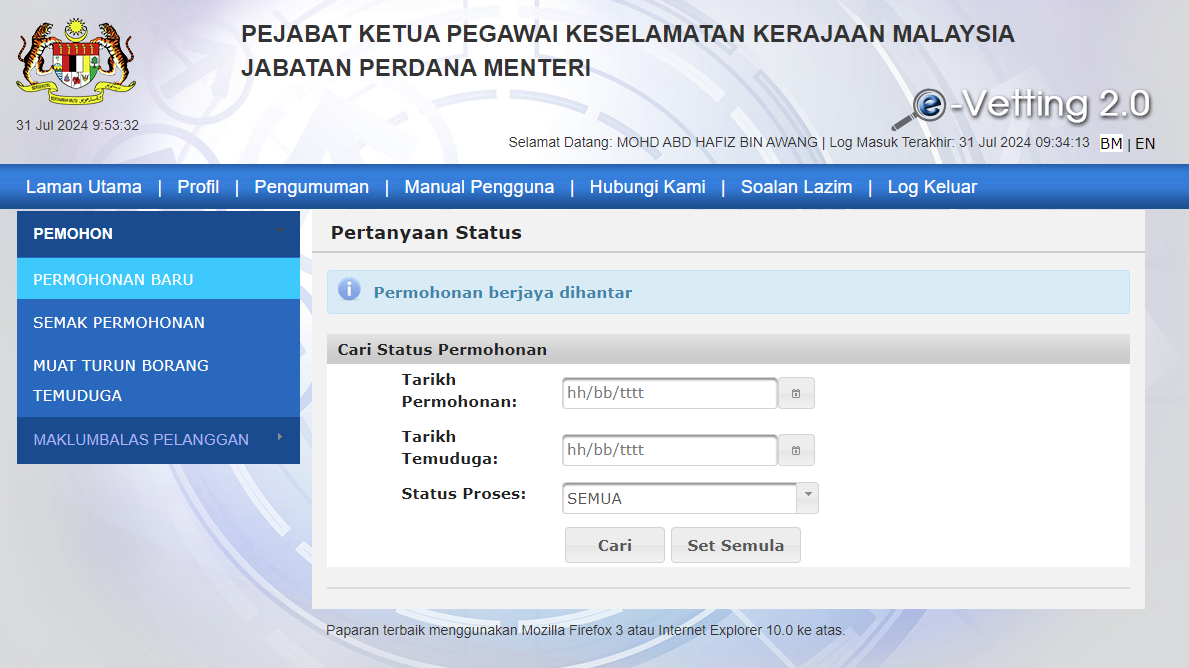 PEJABAT KETUA PEGAWAI KESELAMATAN KERAJAAN MALAYSIA
JABATAN PERDANA MENTERI
31 Jul 2024 9:53:32
e-Vetting 2.0
Selamat Datang: MOHD ABD HAFIZ BIN AWANG | Log Masuk Terakhir: 31 Jul 2024 09:34:13 BM | EN
Laman Utama | Profil | Pengumuman | Manual Pengguna | Hubungi Kami | Soalan Lazim | Log Keluar
PEMOHON
PERMOHONAN BARU
SEMAK PERMOHONAN
MUAT TURUN BORANG
TEMUDUGA
MAKLUMBALAS PELANGGAN
Pertanyaan Status
Permohonan berjaya dihantar
Cari Status Permohonan
Tarikh
Permohonan:
hh/bb/tttt
Tarikh
Temuduga:
hh/bb/tttt
Status Proses:
SEMUA
Cari
Set Semula
Paparan terbaik menggunakan Mozilla Firefox 3 atau Internet Explorer 10.0 ke atas.